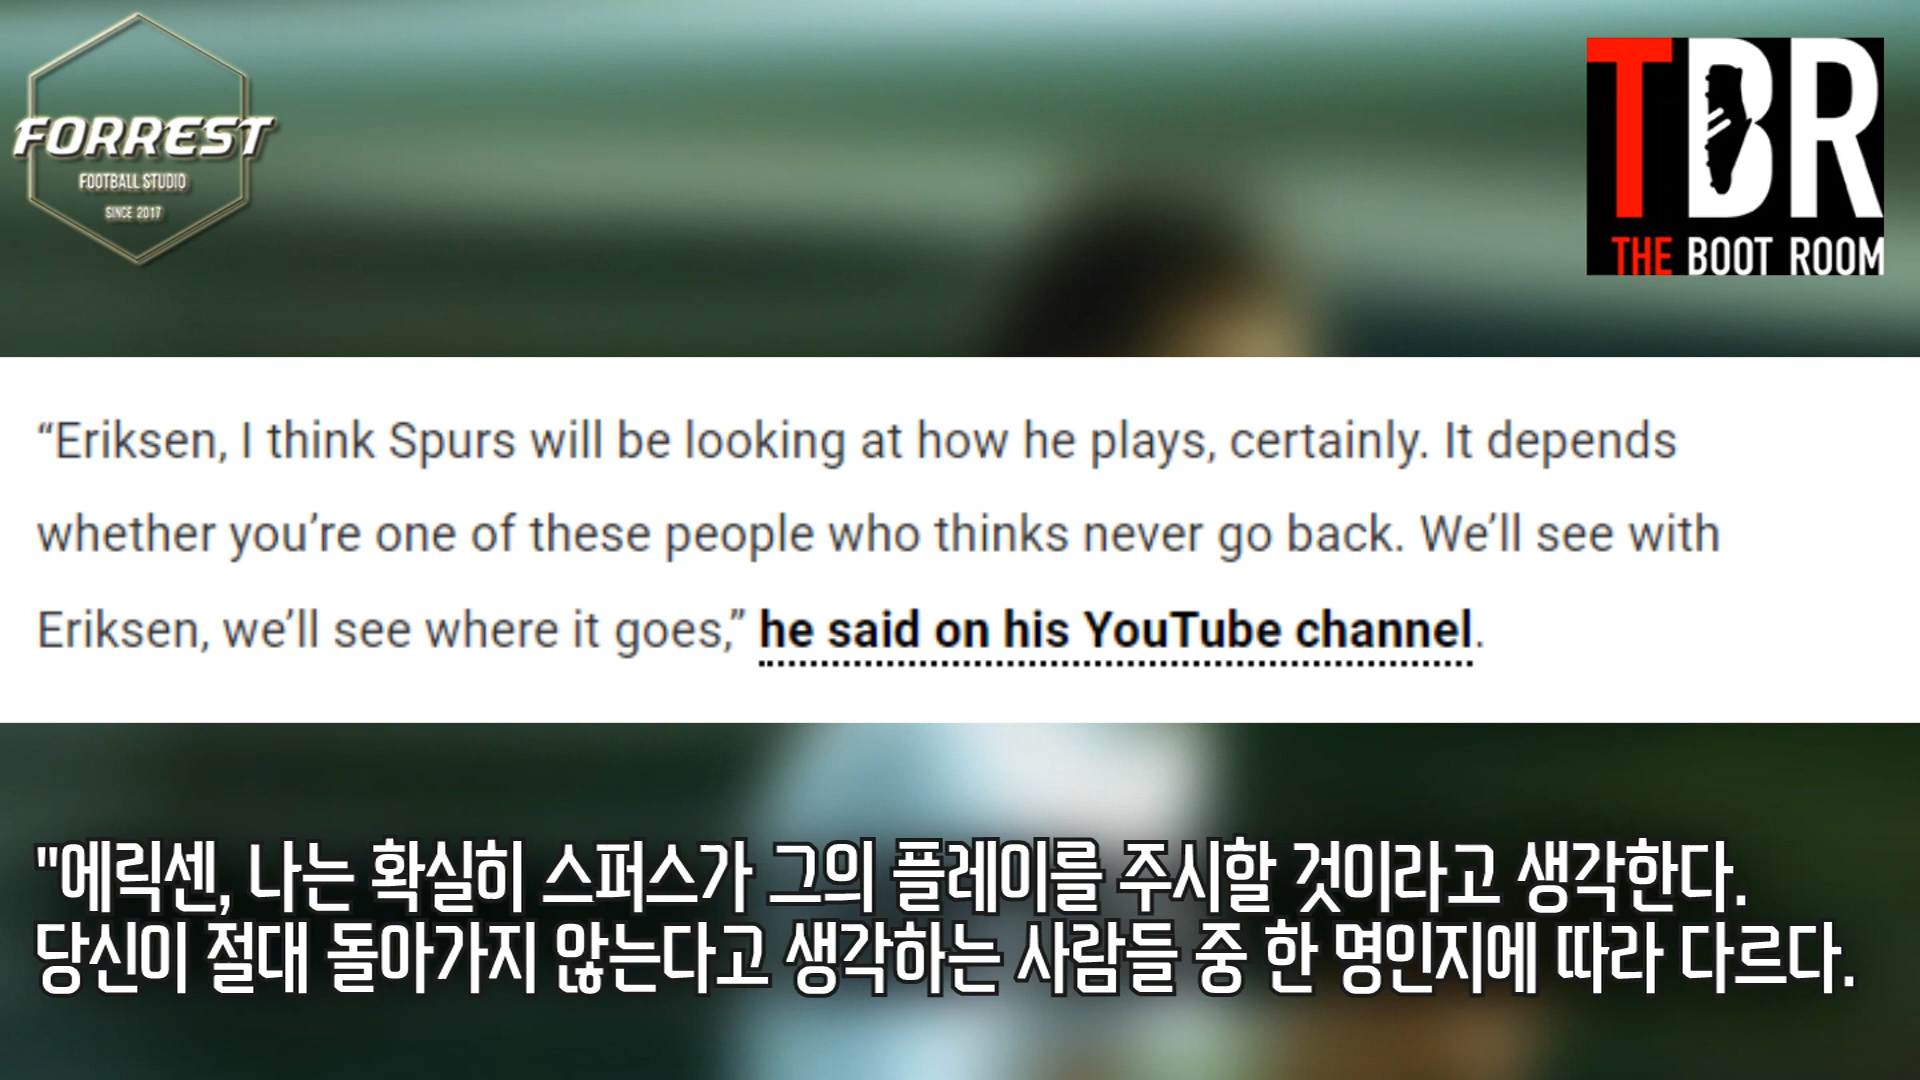 FORREST
FOOTBALL STUDIO
SINCE 2017
TBR
THE BOOT ROOM
“Eriksen, I think Spurs will be looking at how he plays, certainly. It depends
whether you’re one of these people who thinks never go back. We’ll see with
Eriksen, we’ll see where it goes,” he said on his YouTube channel.
"에릭센, 나는 확실히 스퍼스가 그의 플레이를 주시할 것이라고 생각한다.
당신이 절대 돌아가지 않는다고 생각하는 사람들 중 한 명인지에 따라 다르다.